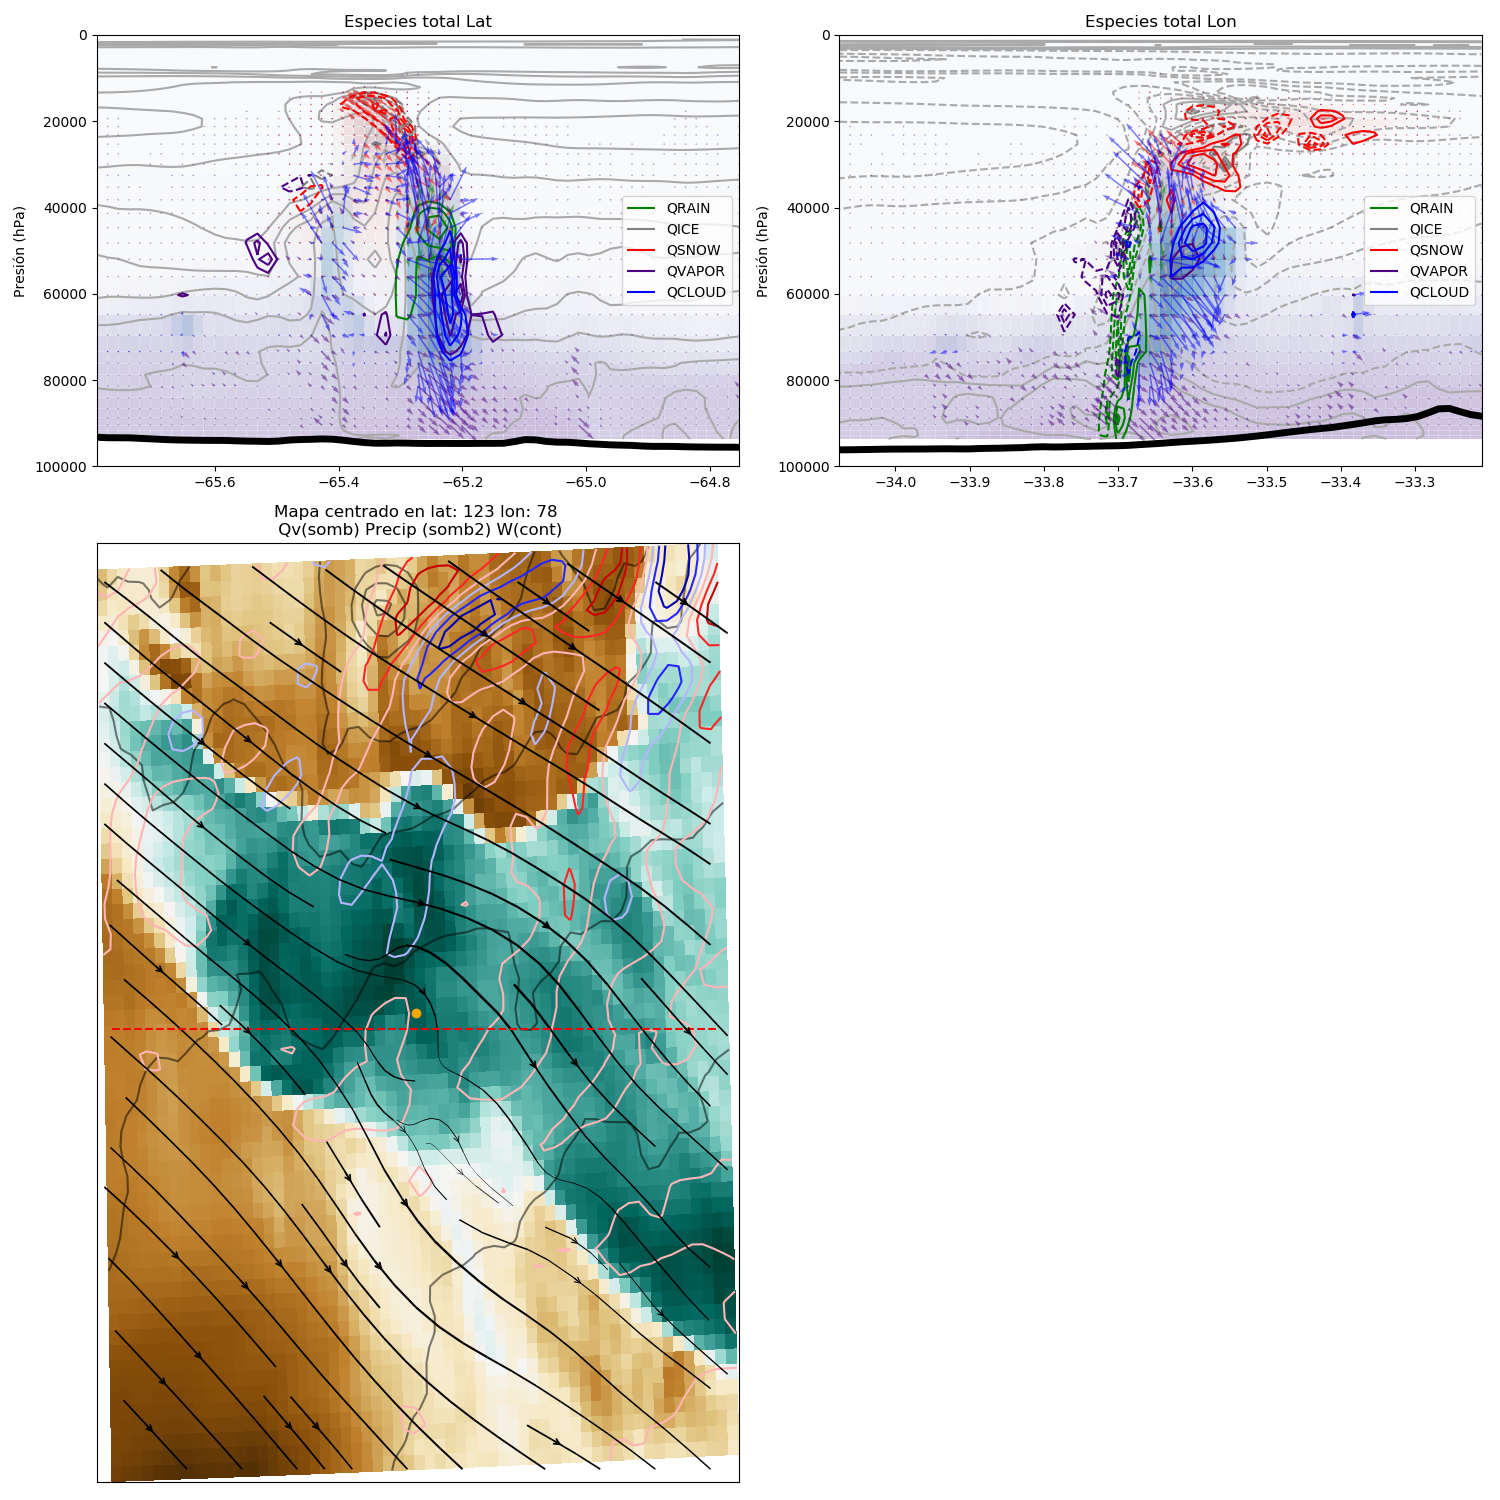 Especies total Lat
Presión (hPa)
0
20000
40000
60000
80000
100000
−65.6
−65.4
−65.2
−65.0
−64.8
QRAIN
QICE
QSNOW
QVAPOR
QCLOUD
Especies total Lon
Presión (hPa)
0
20000
40000
60000
80000
100000
−34.0
−33.9
−33.8
−33.7
−33.6
−33.5
−33.4
−33.3
QRAIN
QICE
QSNOW
QVAPOR
QCLOUD
Mapa centrado en lat: 123 lon: 78
Qv(somb) Precip (somb2) W(cont)